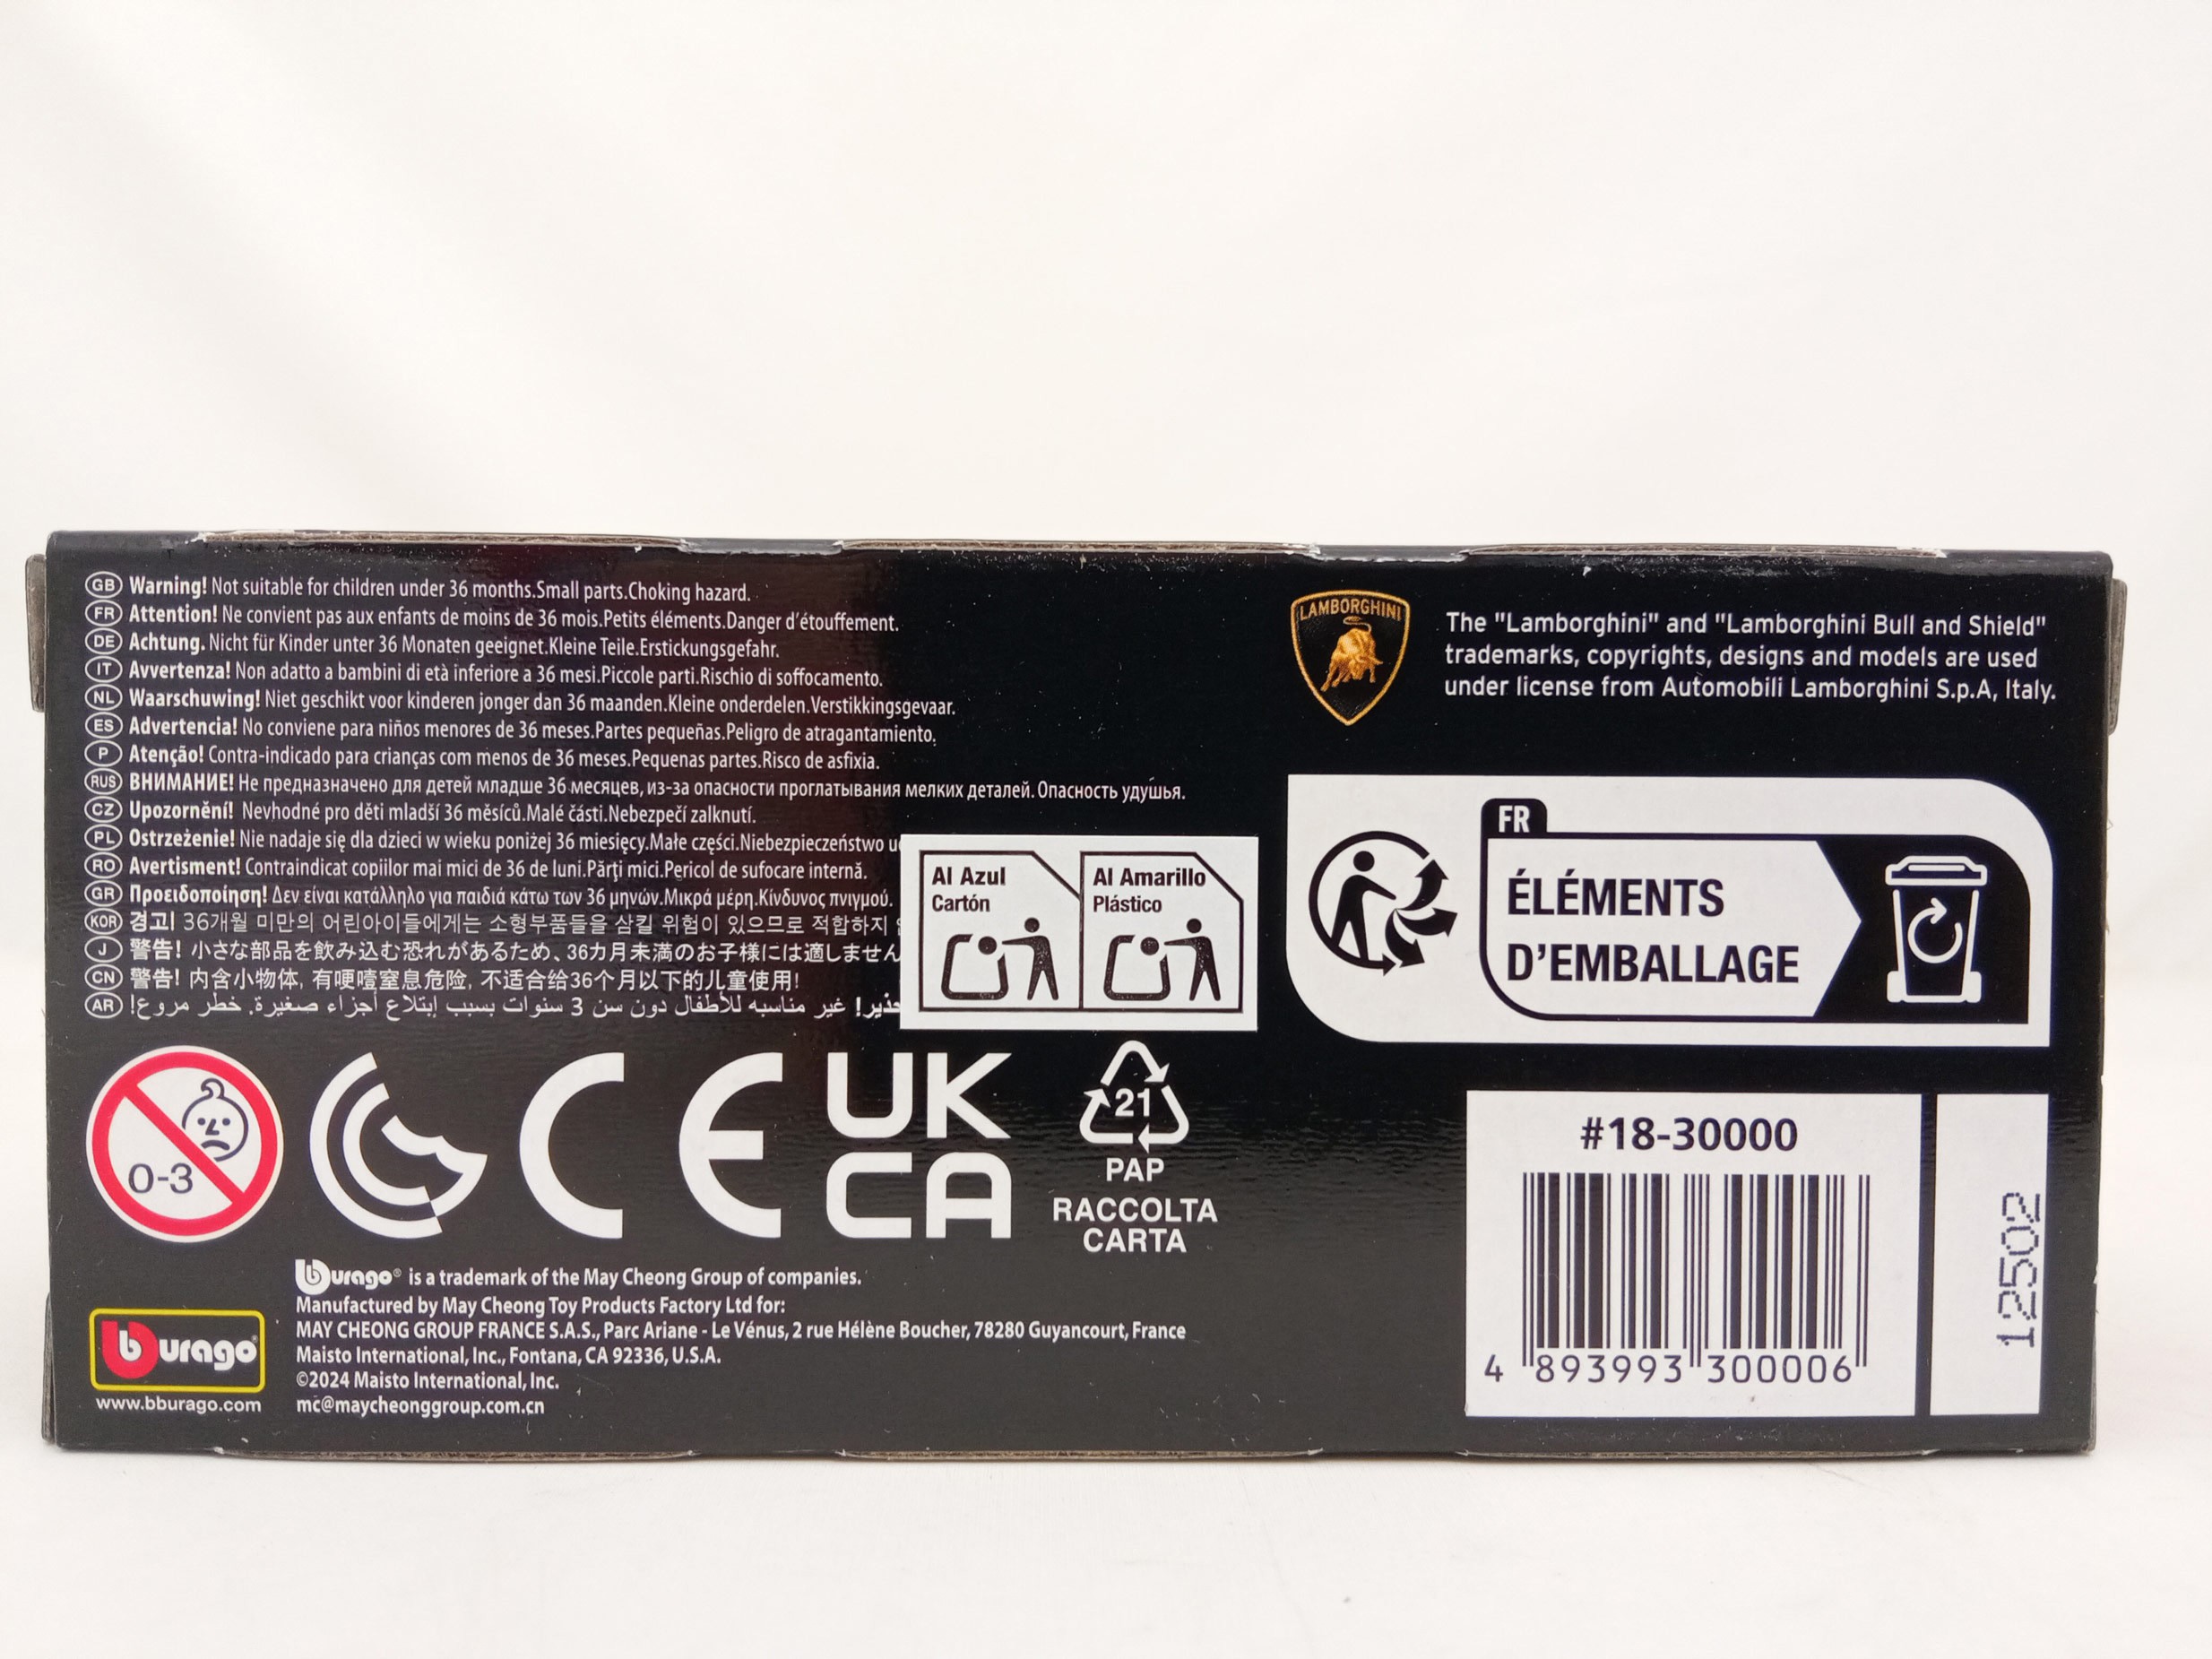 GB Warning! Not suitable for children under 36 months.Small parts.Choking hazard.
FR Attention! Ne convient pas aux enfants de moins de 36 mois.Petits éléments.Danger d'étouffement.
DE Achtung. Nicht für Kinder unter 36 Monaten geeignet.Kleine Teile.Erstickungsgefahr.
IT Avvertenza! Non adatto a bambini di età inferiore a 36 mesi.Piccole parti.Rischio di soffocamento.
NL Waarschuwing! Niet geschikt voor kinderen jonger dan 36 maanden.Kleine onderdelen.Verstikkingsgevaar.
ES Advertencia! No conviene para niños menores de 36 meses.Partes pequeñas.Peligro de atragantamiento.
P Atenção! Contra-indicado para crianças com menos de 36 meses.Pequenas partes.Risco de asfixia.
RUS ВНИМАНИЕ! Не предназначено для детей младше 36 месяцев, из-за опасности проглатывания мелких деталей. Опасность удушья.
CZ Upozornění! Nevhodné pro děti mladší 36 měsíců.Malé části.Nebezpečí zalknutí.
PL Ostrzeżenie! Nie nadaje się dla dzieci w wieku poniżej 36 miesięcy.Małe części.Niebezpieczeństwo
RO Avertisment! Contraindicat copiilor mai mici de 36 de luni.Părţi mici.Pericol de sufocare internă.
GR Προειδοποίηση! Δεν είναι κατάλληλο για παιδιά κάτω των 36 μηνών.Μικρά μέρη.Κίνδυνος πνιγμού.
KOR 경고! 36개월 미만의 어린아이들에게는 소형부품들을 삼킬 위험이 있으므로 적합하지
J 警告! 小さな部品を飲み込む恐れがあるため、36カ月未満のお子様には適しません
CN 警告! 内含小物体, 有哽噎窒息危险, 不适合给36个月以下的儿童使用!
AR تحذير! غير مناسبه للأطفال دون سن 3 سنوات بسبب إبتلاع أجزاء صغيرة. خطر مروع!
Al Azul
Cartón
Al Amarillo
Plástico
LAMBORGHINI
The "Lamborghini" and "Lamborghini Bull and Shield"
trademarks, copyrights, designs and models are used
under license from Automobili Lamborghini S.p.A, Italy.
FR
ÉLÉMENTS
D'EMBALLAGE
0-3
CE
UK
CA
21
PAP
RACCOLTA
CARTA
bburago® is a trademark of the May Cheong Group of companies.
Manufactured by May Cheong Toy Products Factory Ltd for:
MAY CHEONG GROUP FRANCE S.A.S., Parc Ariane - Le Vénus, 2 rue Hélène Boucher, 78280 Guyancourt, France
Maisto International, Inc., Fontana, CA 92336, U.S.A.
©2024 Maisto International, Inc.
mc@maycheonggroup.com.cn
bburago®
www.bburago.com
#18-30000
4 893993 300006
12502